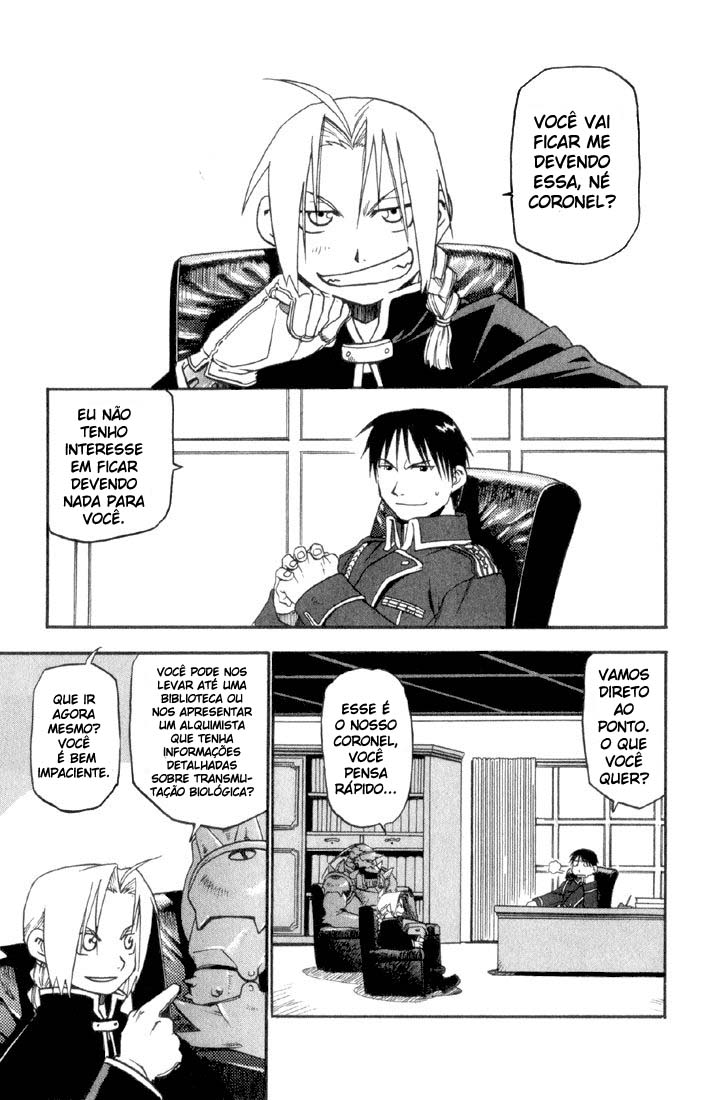 VOCÊ VAI
FICAR ME
DEVENDO
ESSA, NÉ
CORONEL?
EU NÃO
TENHO
INTERESSE
EM FICAR
DEVENDO
NADA PARA
VOCÊ.
VAMOS
DIRETO
AO
PONTO.
O QUE
VOCÊ
QUER?
ESSE É
O NOSSO
CORONEL,
VOCÊ
PENSA
RÁPIDO...
VOCÊ PODE NOS
LEVAR ATÉ UMA
BIBLIOTECA OU
NOS APRESENTAR
UM ALQUIMISTA
QUE TENHA
INFORMAÇÕES
DETALHADAS
SOBRE TRANSMU-
TAÇÃO BIOLÓGICA?
QUE IR
AGORA
MESMO?
VOCÊ
É BEM
IMPACIENTE.